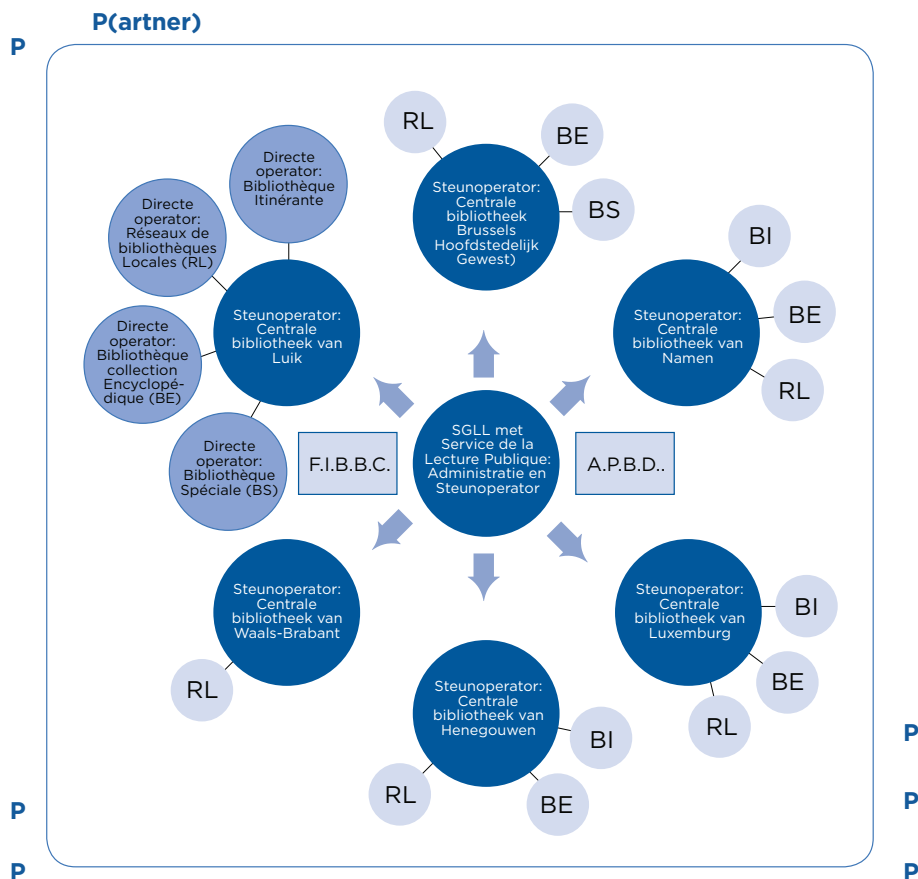 P(artner)
P
RL
BE
BS
Steunoperator:
Centrale
bibliotheek
Brussels
Hoofdstedelijk
Gewest)
Directe
operator:
Bibliothèque
Itinérante
Directe
operator:
Réseaux de
bibliothèques
Locales (RL)
Directe
operator:
Bibliothèque
collection
Encyclopé-
dique (BE)
Directe
operator:
Bibliothèque
Spéciale (BS)
Steunoperator:
Centrale
bibliotheek van
Luik
BI
BE
RL
Steunoperator:
Centrale
bibliotheek van
Namen
F.I.B.B.C.
SGLL met
Service de la
Lecture Publique:
Administratie en
Steunoperator
A.P.B.D..
Steunoperator:
Centrale
bibliotheek van
Waals-Brabant
RL
Steunoperator:
Centrale
bibliotheek van
Henegouwen
RL
BE
BI
Steunoperator:
Centrale
bibliotheek van
Luxemburg
BI
BE
RL
P
P
P
P
P